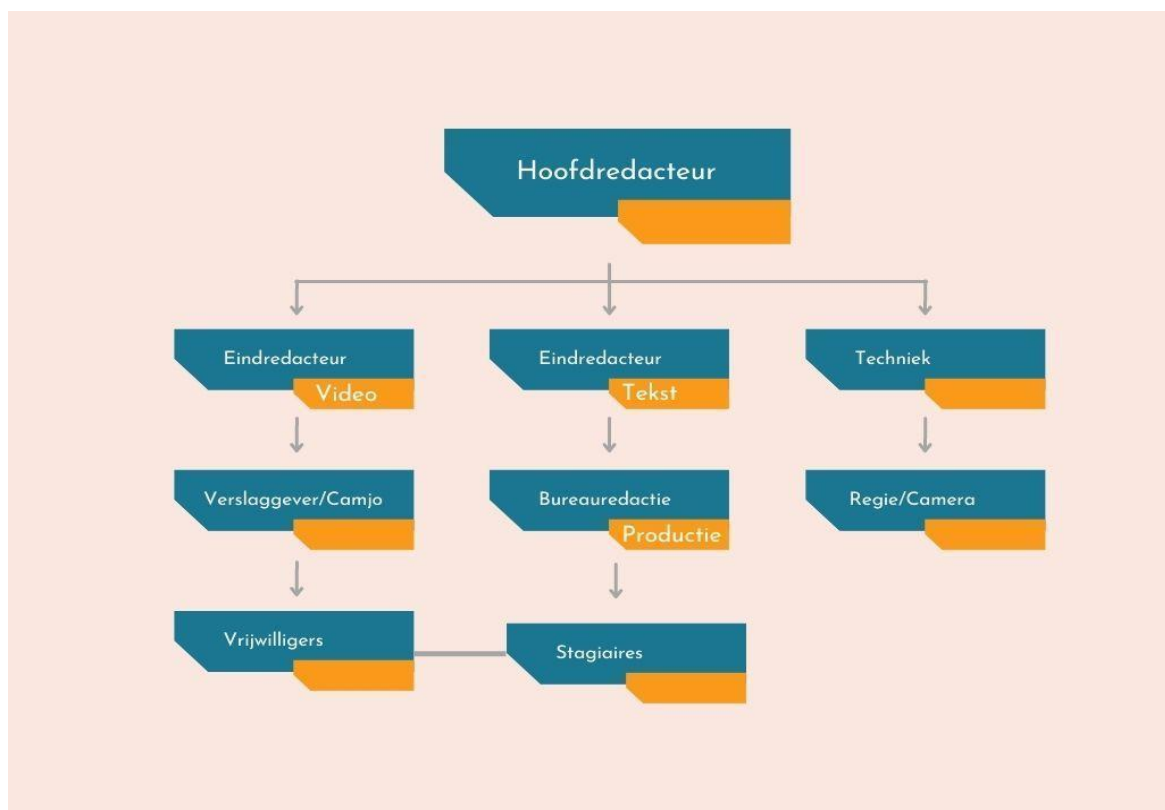 Hoofdredacteur
Eindredacteur
Video
Eindredacteur
Tekst
Techniek
Verslaggever/Camjo
Bureauredactie
Productie
Regie/Camera
Vrijwilligers
Stagiaires